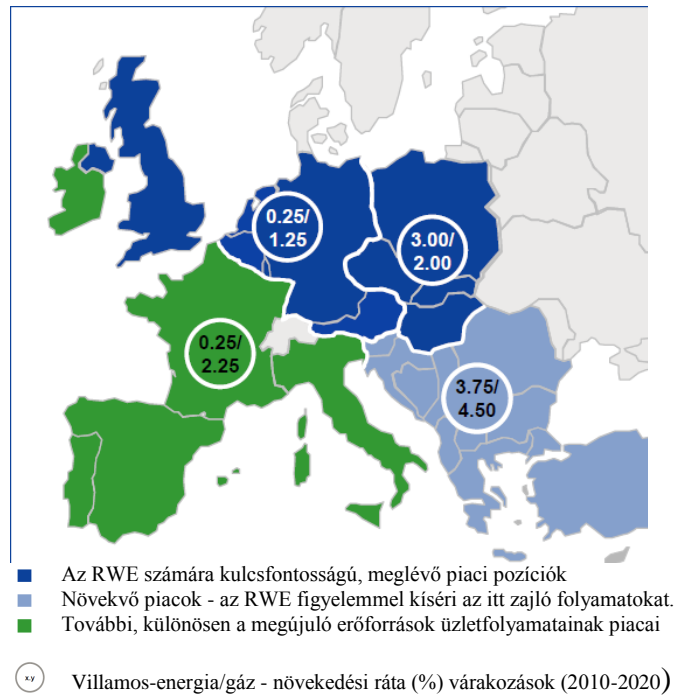 0.25/
1.25
3.00/
2.00
0.25/
2.25
3.75/
4.50
Az RWE számára kulcsfontosságú, meglévő piaci pozíciók
Növekvő piacok - az RWE figyelemmel kíséri az itt zajló folyamatokat.
További, különösen a megújuló erőforrások üzletfolyamatainak piacai
x.y Villamos-energia/gáz - növekedési ráta (%) várakozások (2010-2020)